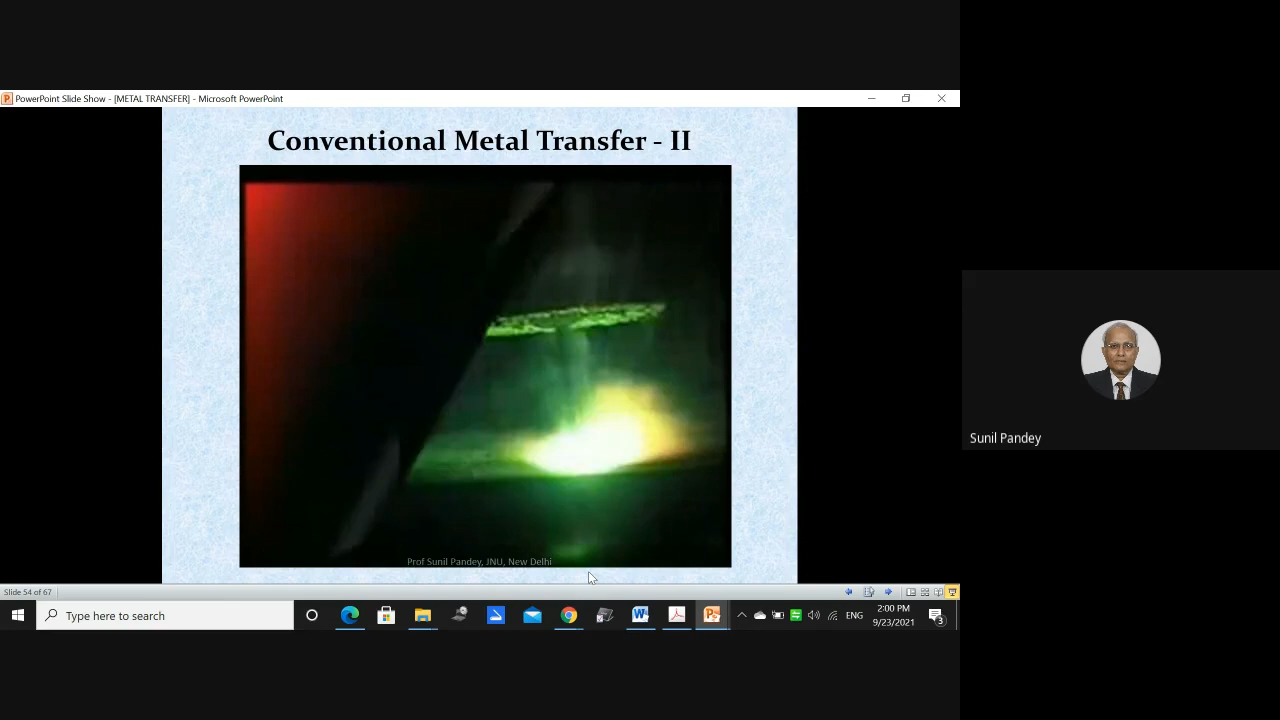 PowerPoint Slide Show - [METAL TRANSFER] - Microsoft PowerPoint
Conventional Metal Transfer - II
Prof Sunil Pandey, JNU, New Delhi
Sunil Pandey
Slide 54 of 67
Type here to search
ENG
2:00 PM
9/23/2021
3